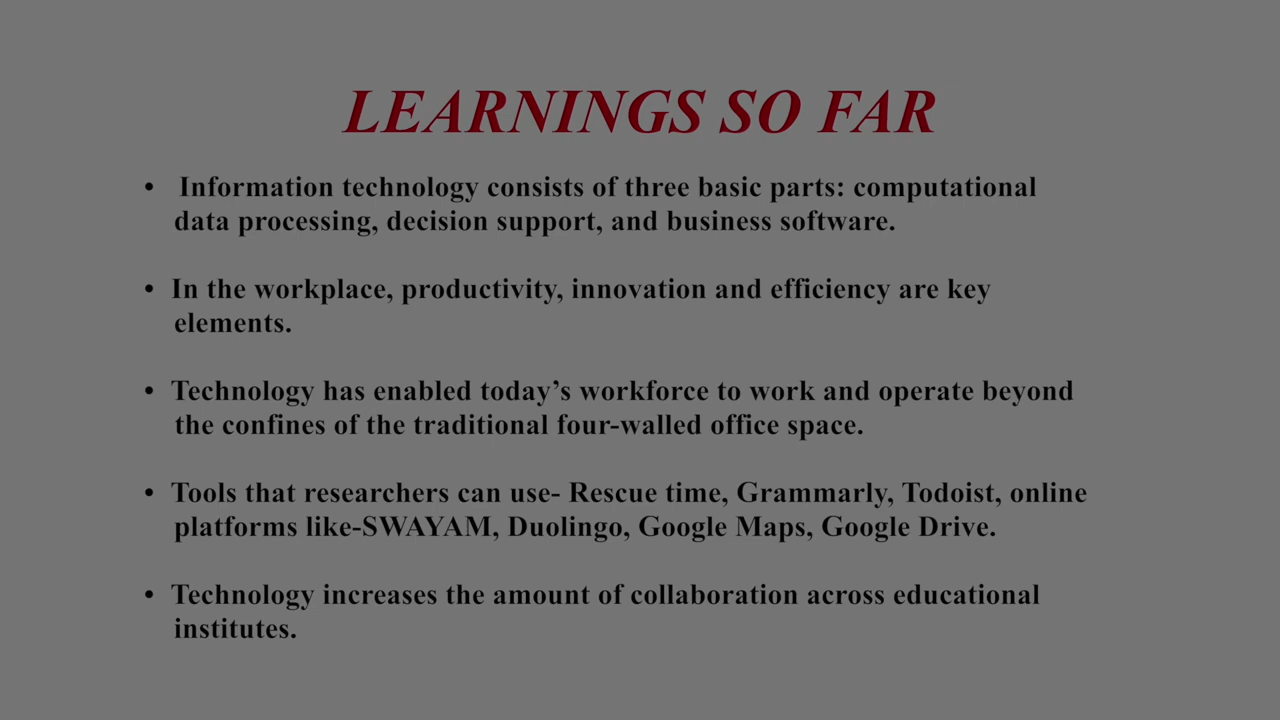 LEARNINGS SO FAR
• Information technology consists of three basic parts: computational
data processing, decision support, and business software.
• In the workplace, productivity, innovation and efficiency are key
elements.
• Technology has enabled today’s workforce to work and operate beyond
the confines of the traditional four-walled office space.
• Tools that researchers can use- Rescue time, Grammarly, Todoist, online
platforms like-SWAYAM, Duolingo, Google Maps, Google Drive.
• Technology increases the amount of collaboration across educational
institutes.